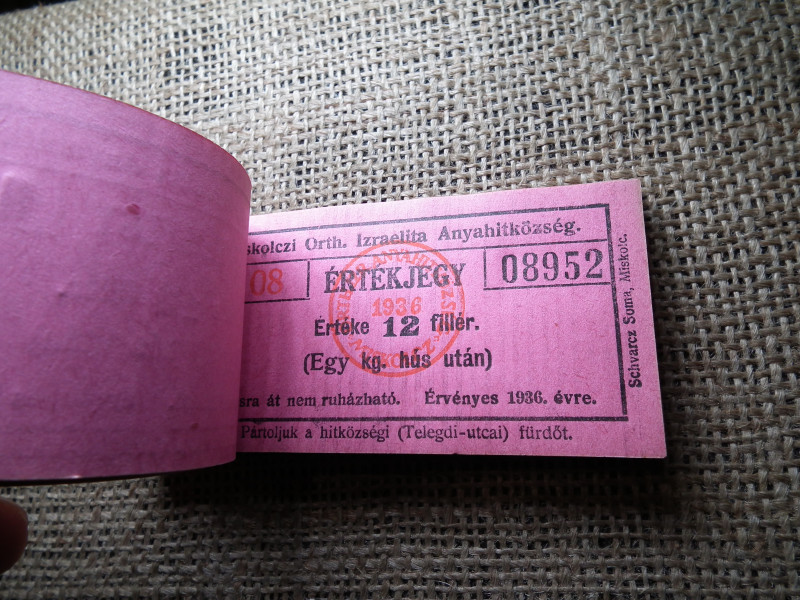 skolczi Orth. Izraelita Anyahitközség.
08
ÉRTÉKJEGY
08952
1936
Értéke 12 fillér.
(Egy kg. hús után)
sra át nem ruházható. Érvényes 1936. évre.
Pártoljuk a hitközségi (Telegdi-utcai) fürdőt.
Schvarcz Soma, Miskolc.